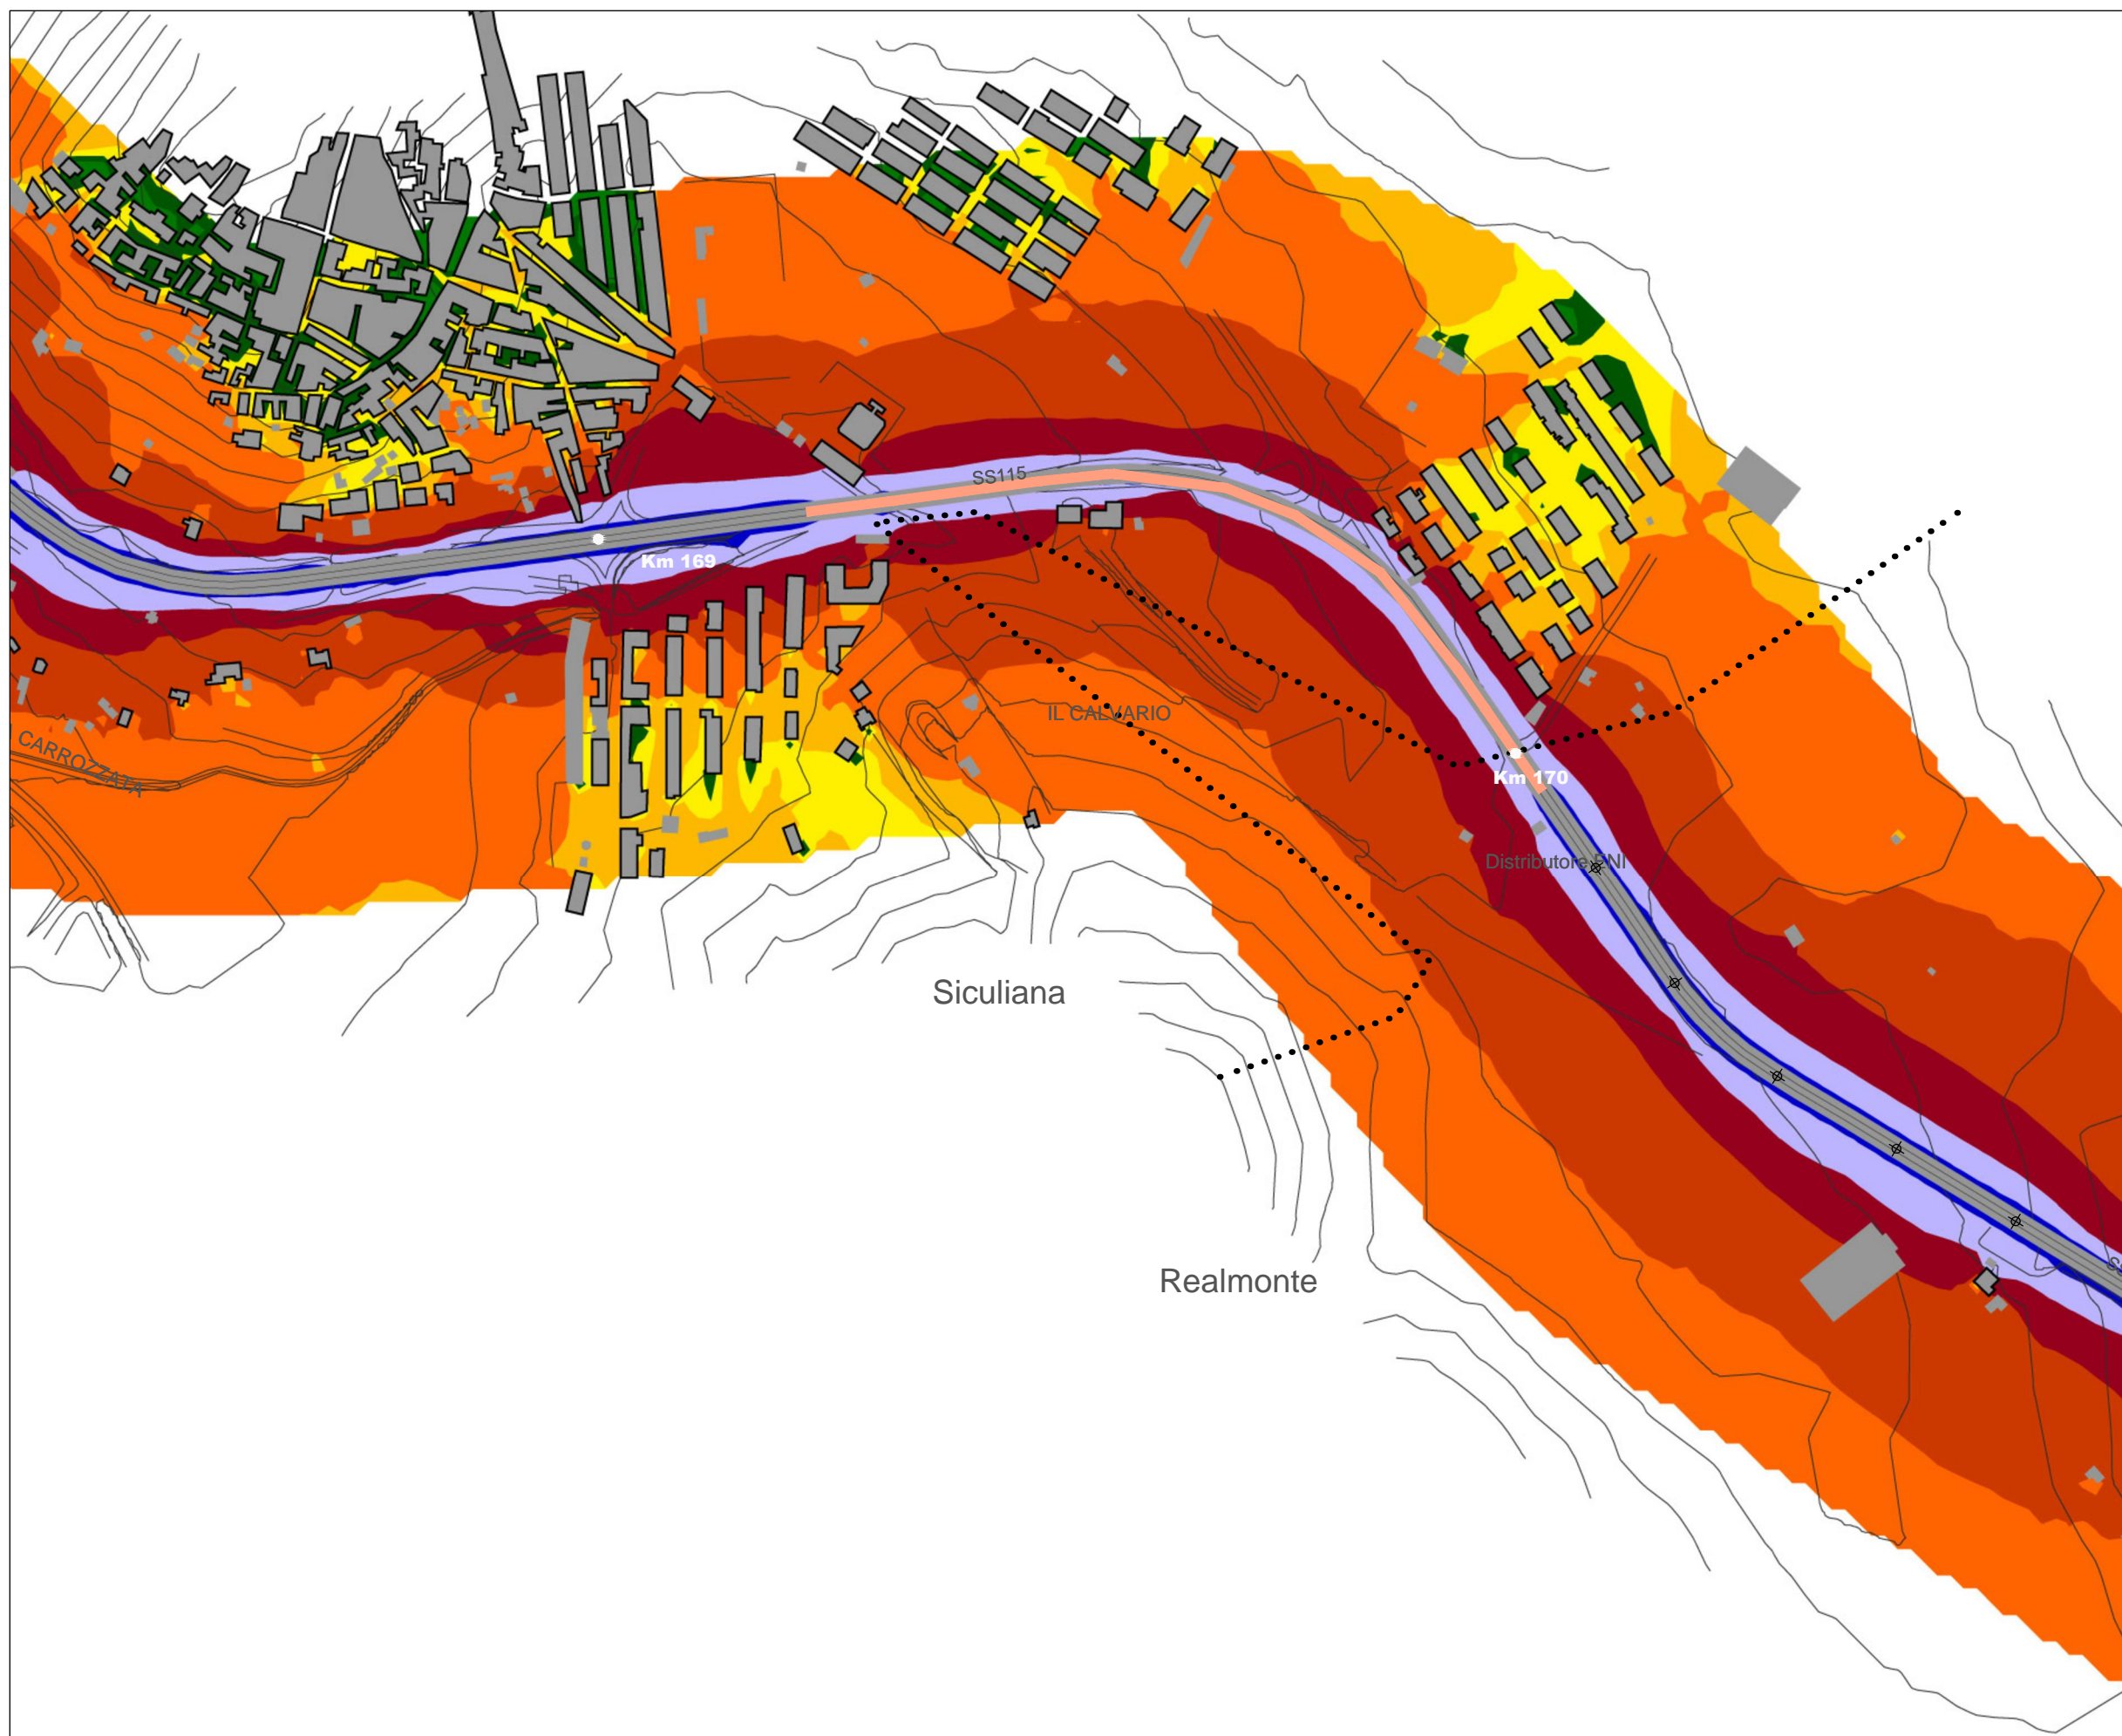 SS115
Km 169
IL CALVARIO
CARROZZATA
Km 170
Distributore ENI
Siculiana
Realmonte